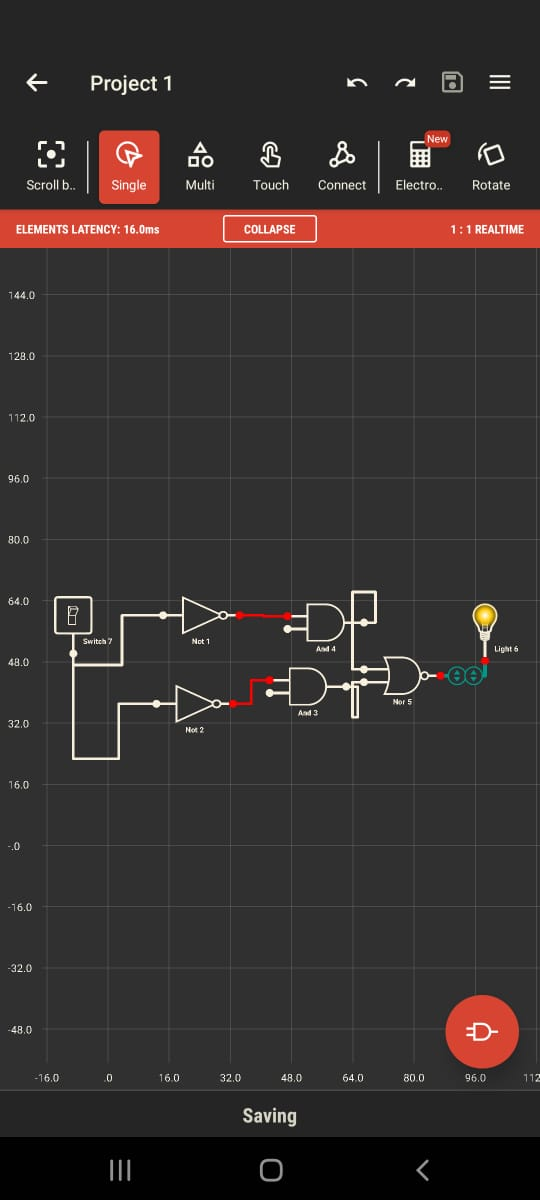 Project 1
New
Scroll b..
Single
Multi
Touch
Connect
Electro..
Rotate
ELEMENTS LATENCY: 16.0ms
COLLAPSE
1 : 1 REALTIME
144.0
128.0
112.0
96.0
80.0
64.0
48.0
32.0
16.0
-.0
-16.0
-32.0
-48.0
Switch 7
Not 1
And 4
Light 6
Nor 5
And 3
Not 2
-16.0
.0
16.0
32.0
48.0
64.0
80.0
96.0
112
Saving